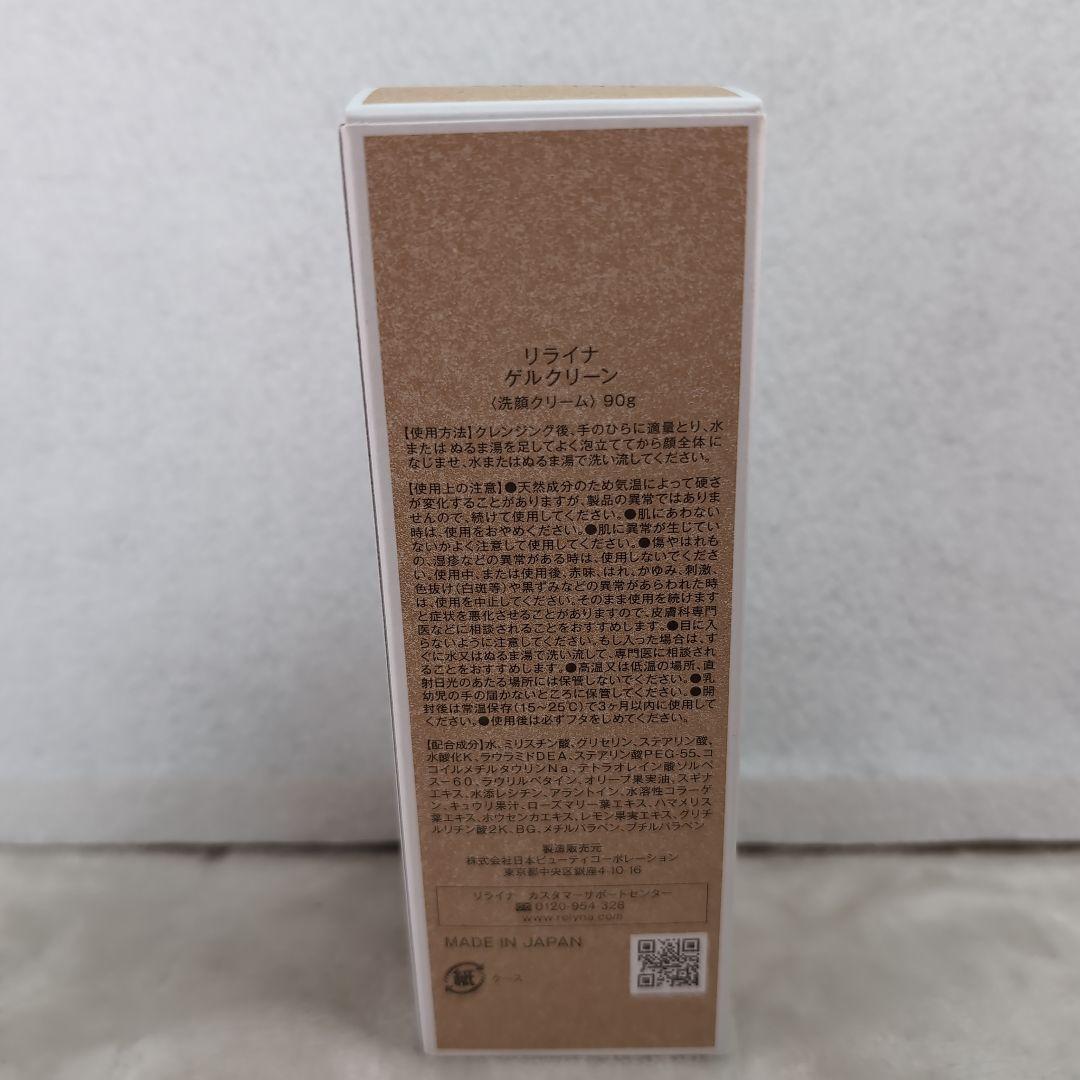 リライナ
ゲルクリーン
〈洗顔クリーム〉 90g
【使用方法】クレンジング後、手のひらに適量とり、水
または ぬるま湯を足してよく泡立ててから顔全体 に
なじませ、水またはぬるま湯で洗い流してください。
【使用上の注意】●天然成分のため気温によって硬さ
が変化することがありますが、製品の異常ではありま
せんので、続けて使用してください。●肌にあわない
時は、使用をおやめください。●肌に異常が生じてい
ないかよく注意して使用してください。●傷やはれも
の、湿疹などの異常がある時は、使用しないでくださ
い。使用中、または使用後、赤味、はれ、かゆみ、刺激、
色抜け(白斑等)や黒ずみなどの異常があらわれた時
は、使用を中止してください。そのまま使用を続けます
と症状を悪化させることがありますので、皮膚科専門
医などに相談されることをおすすめします。●目に入
らないように注意してください。もし入った場合は、す
ぐに水又はぬるま湯で洗い流して、専門医に相談され
ることをおすすめします。●高温又は低温の場所、直
射日光のあたる場所には保管しないでください。●乳
幼児の手の届かないところに保管してください。●開
封後は常温保存(15~25℃)で3ヶ月以内に使用して
ください。●使用後は必ずフタをしめてください。
【配合成分】水、ミリスチン酸、グリセリン、ステアリン酸、
水酸化K、ラウラミドDEA、ステアリン酸PEG-55、コ
コイルメチルタウリンNa、テトラオレイン酸ソルベ
ス-60、ラウリルベタイン、オリーブ果実油、スギナ
エキス、水添レシチン、アラントイン、水溶性コラーゲ
ン、キュウリ果汁、ローズマリー葉エキス、ハマメリス
葉エキス、ホウセンカエキス、レモン果実エキス、グリチ
ルリチン酸2K、BG、メチルパラベン、ブチルパラベン
製造販売元
株式会社日本ビューティコーポレーション
東京都中央区銀座4-10-16
リライナ カスタマーサポートセンター
0120-954-328
www.relyna.com
MADE IN JAPAN
紙 ケース